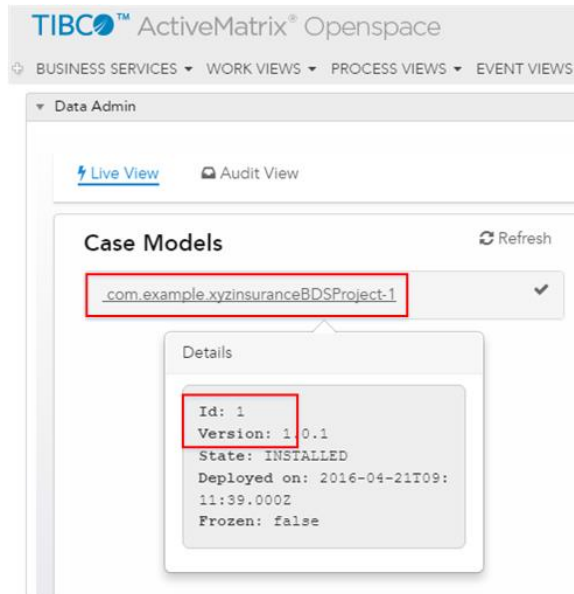 TIBCO™ ActiveMatrix® Openspace
BUSINESS SERVICES WORK VIEWS PROCESS VIEWS EVENT VIEWS
Data Admin
Live View Audit View
Case Models Refresh
com.example.xyzinsuranceBDSProject-1
Details
Id: 1
Version: 1.0.1
State: INSTALLED
Deployed on: 2016-04-21T09:
11:39.000Z
Frozen: false